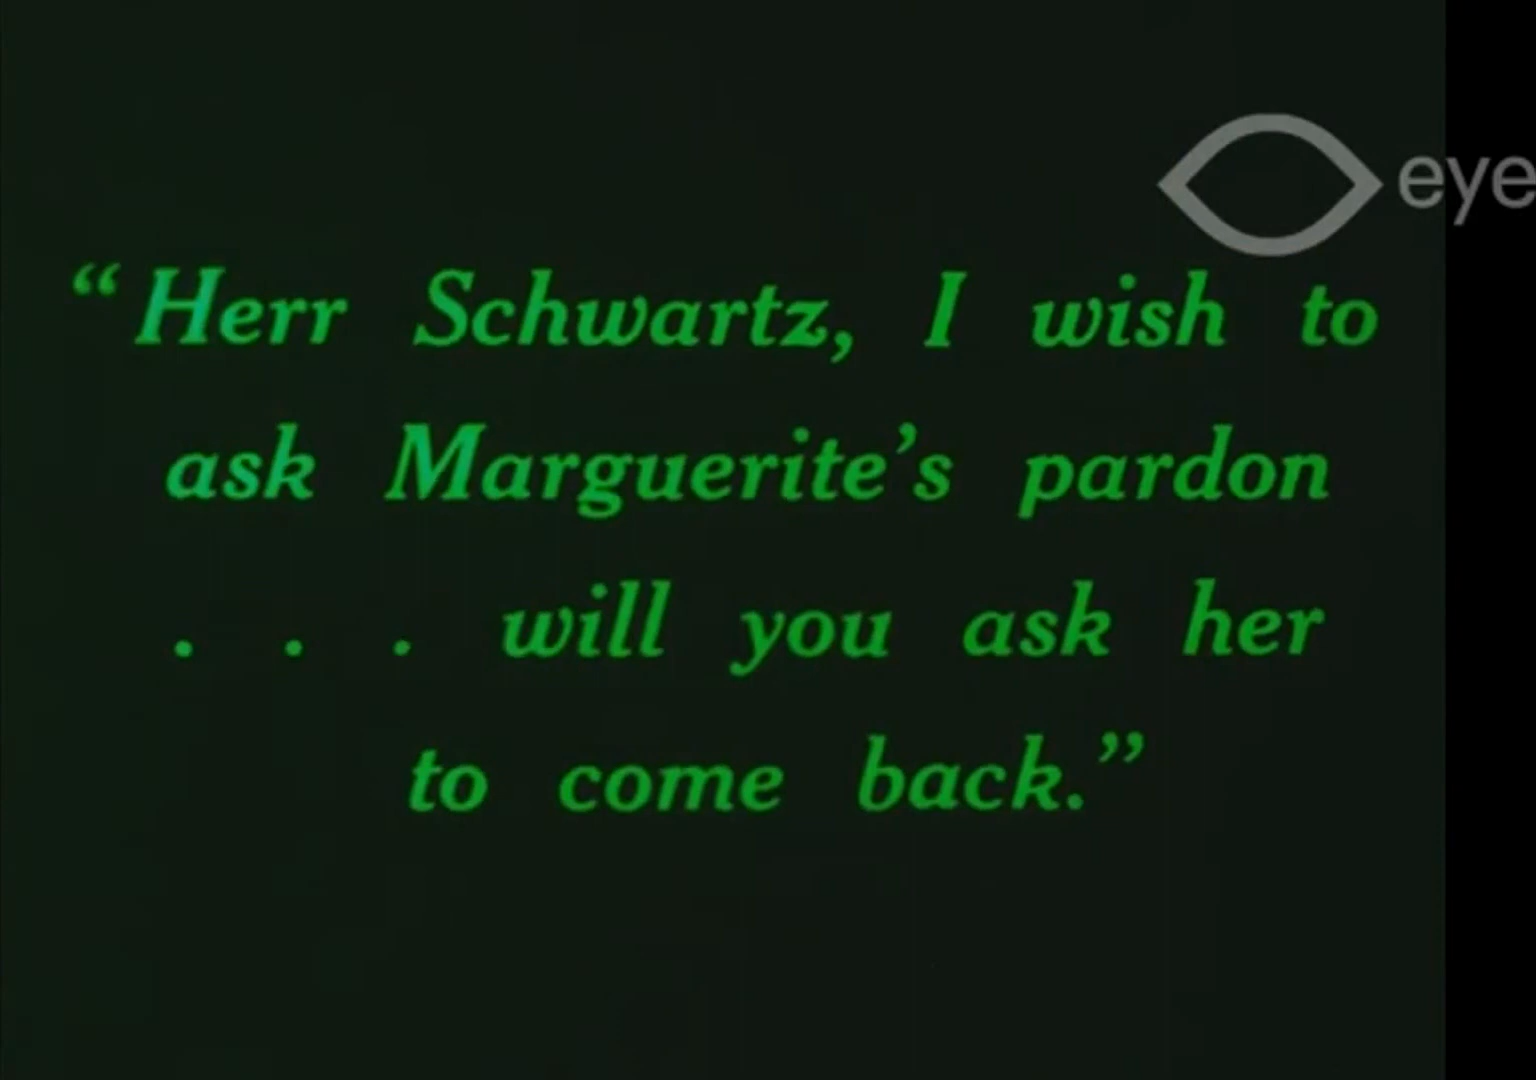 eye
“Herr Schwartz, I wish to
ask Marguerite’s pardon
. . . will you ask her
to come back.”